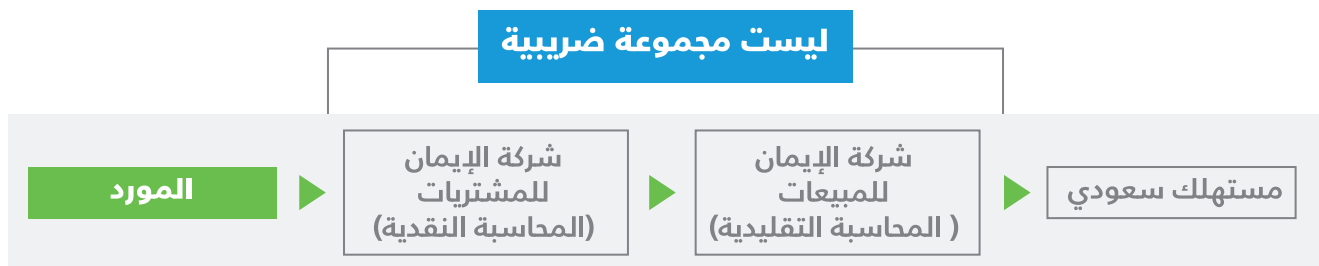 ليست مجموعة ضريبية
المورد
شركة الإيمان
للمشتريات
(المحاسبة النقدية)
شركة الإيمان
للمبيعات
( المحاسبة التقليدية)
مستهلك سعودي